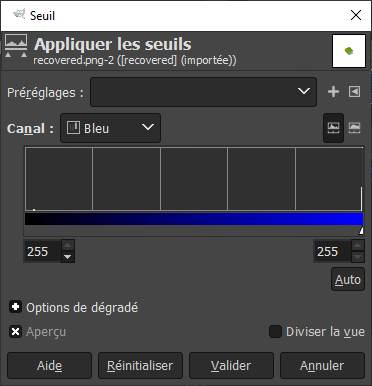 Seuil
Appliquer les seuils
recovered.png-2 ([recovered] (importée))
Préréglages :
Canal : Bleu
255 255
Auto
Options de dégradé
Aperçu Diviser la vue
Aide Réinitialiser Valider Annuler